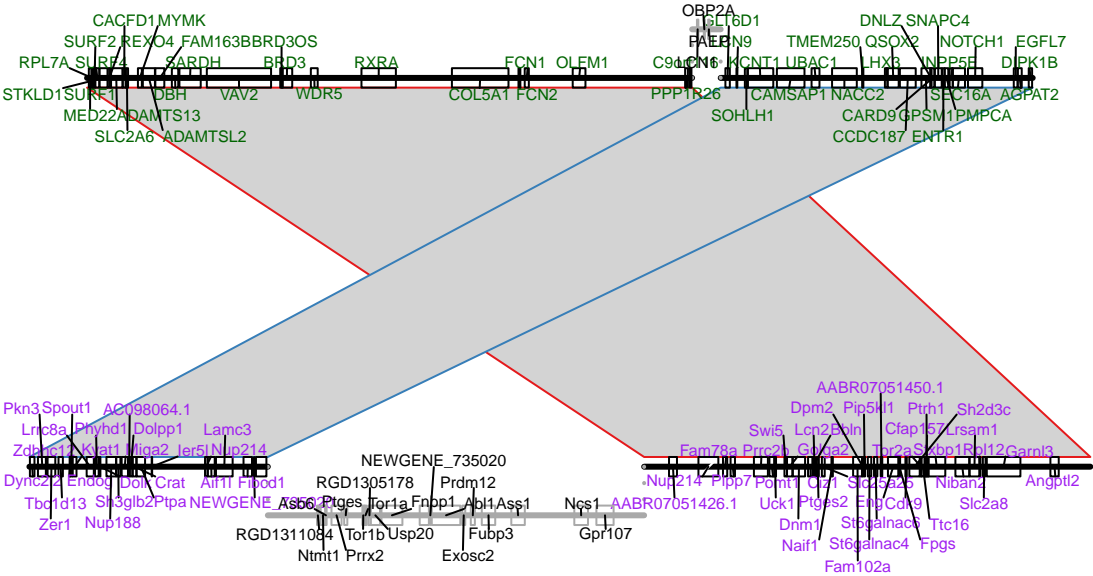 OBP2A
CACFD1 MYMK GLT6D1 DNLZ SNAPC4
SURF2 REXO4 FAM163B BRD3OS LCN9 TMEM250 QSOX2 NOTCH1 EGFL7
RPL7A SURF4 SARDH BRD3 RXRA FCN1 OLFM1 LCN1 KCNT1 UBAC1 LHX3 INPP5E DIPK1B
STKLD1 SURF1 DBH VAV2 WDR5 COL5A1 FCN2 PPP1R26 CAMSAP1 NACC2 SEC16A AGPAT2
MED22 ADAMTS13 SOHLH1 CARD9 GPSM1 PMPCA
SLC2A6 ADAMTSL2 CCDC187 ENTR1
AABR07051450.1
Pkn3 Spout1 AC098064.1 Dpm2 Pip5kl1 Ptrh1 Sh2d3c
Lrrc8a Phyhd1 Dolpp1 Lamc3 Swi5 Lcn2 Bbln Cfap157 Lrsam1
Zdhhc12 Kyat1 Miga2 Ier5l Nup214 Fam78a Prrc2b Golga2 Tor2a Stxbp1 Rpl12 Garnl3
NEWGENE_735020
Dync2i2 Endog Dolk Crat Aif1l Fibcd1 RGD1305178 Prdm12 Nup214 Plpp7 Pomt1 Ciz1 Slc25a25 Niban2 Angptl2
Tbc1d13 Sh3glb2 Ptpa Asb6 Ptges Tor1a Fnbp1 Abl1 Ass1 Ncs1 AABR07051426.1 Uck1 Ptges2 Eng Cdk9 Slc2a8
Zer1 Nup188 RGD1311084 Tor1b Usp20 Fubp3 Gpr107 Dnm1 St6galnac6 Ttc16
Ntmt1 Prrx2 Exosc2 Naif1 St6galnac4 Fpgs
Fam102a